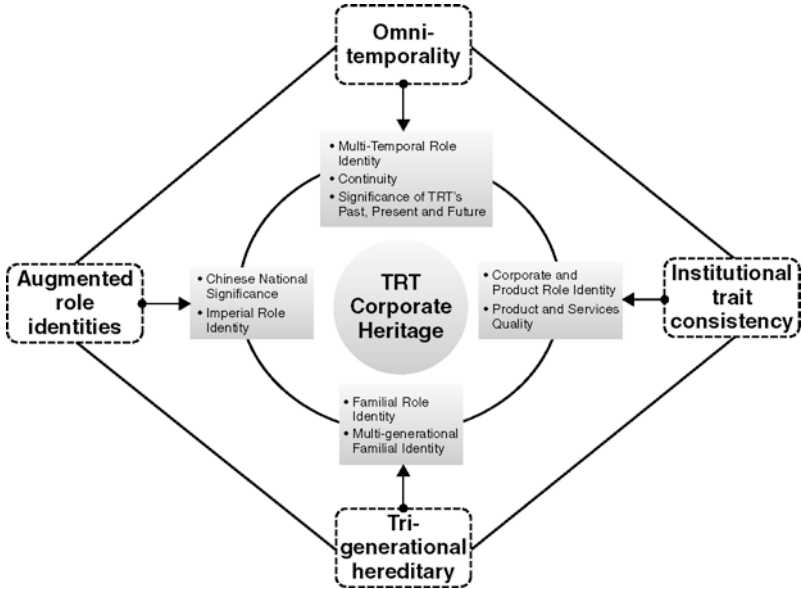 Omni-
temporality
• Multi-Temporal Role
Identity
• Continuity
• Significance of TRT's
Past, Present and Future
Augmented
role
identities
• Chinese National
Significance
• Imperial Role
Identity
TRT
Corporate
Heritage
• Corporate and
Product Role Identity
• Product and Services
Quality
Institutional
trait
consistency
• Familial Role
Identity
• Multi-generational
Familial Identity
Tri-
generational
hereditary